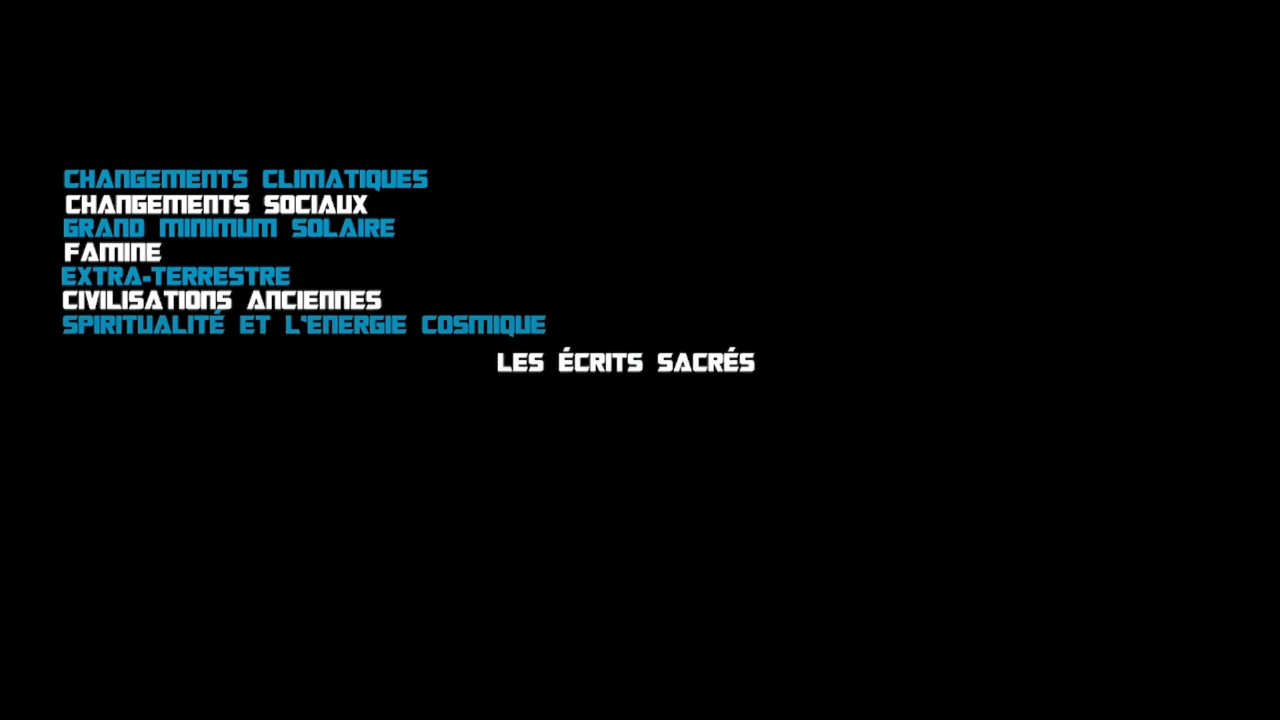 CHANGEMENTS CLIMATIQUES
CHANGEMENTS SOCIAUX
GRAND MINIMUM SOLAIRE
FAMINE
EXTRA-TERRESTRE
CIVILISATIONS ANCIENNES
SPIRITUALITÉ ET L'ENERGIE COSMIQUE
LES ÉCRITS SACRÉS